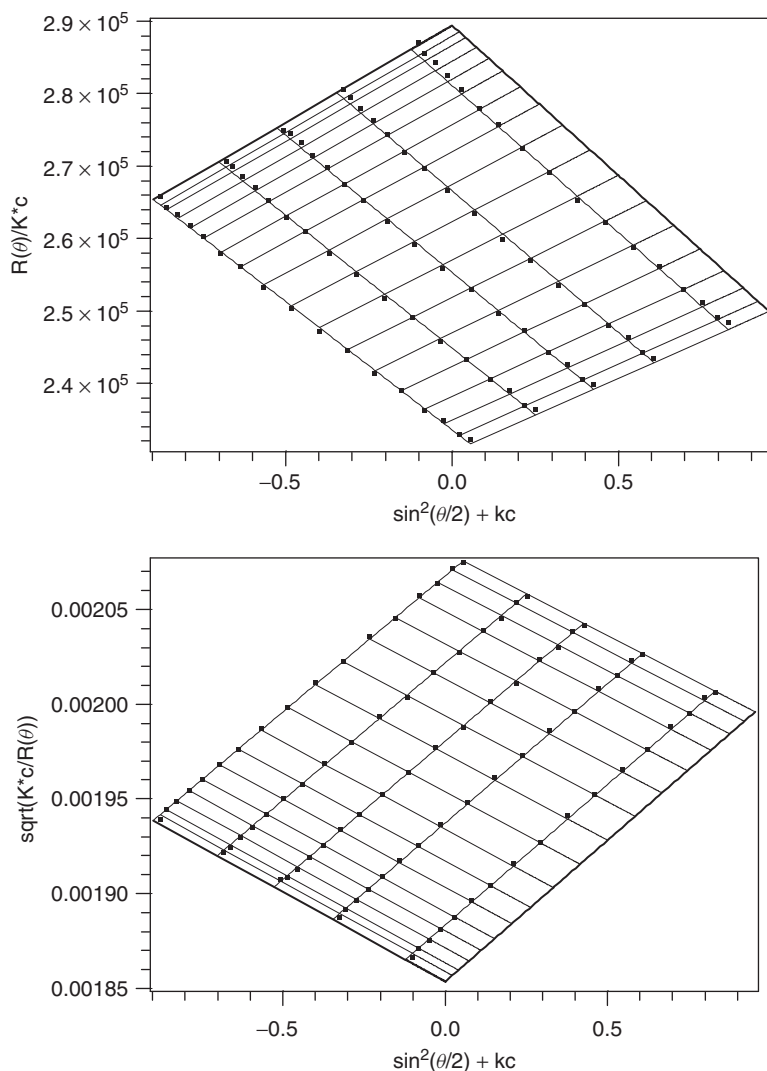 2.9 × 10⁵
2.8 × 10⁵
2.7 × 10⁵
2.6 × 10⁵
2.5 × 10⁵
2.4 × 10⁵
R(θ)/K*c
−0.5 0.0 0.5
sin²(θ/2) + kc
0.00205
0.00200
0.00195
0.00190
0.00185
sqrt(K*c/R(θ))
−0.5 0.0 0.5
sin²(θ/2) + kc